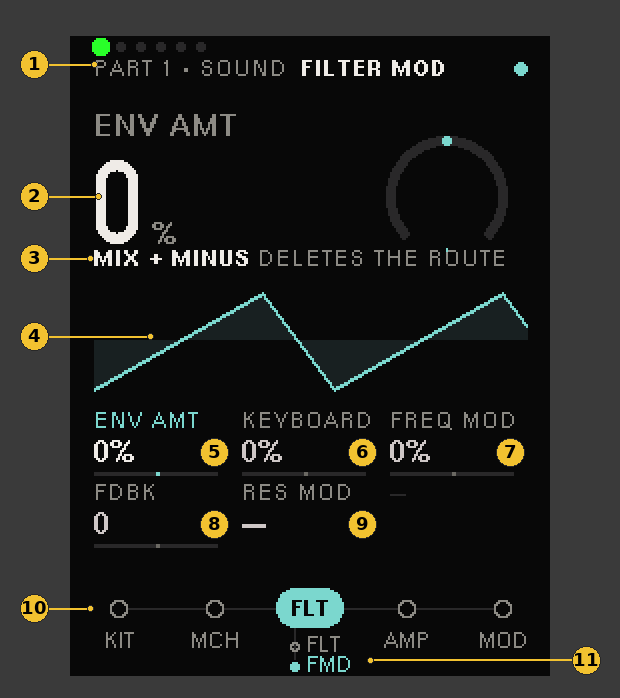 1 PART 1 · SOUND FILTER MOD
ENV AMT
2 0 %
3 MIX + MINUS DELETES THE ROUTE
4
ENV AMT KEYBOARD FREQ MOD
0% 5 0% 6 0% 7
FDBK RES MOD —
0 8 — 9
10 FLT
KIT MCH FLT AMP MOD
FMD 11